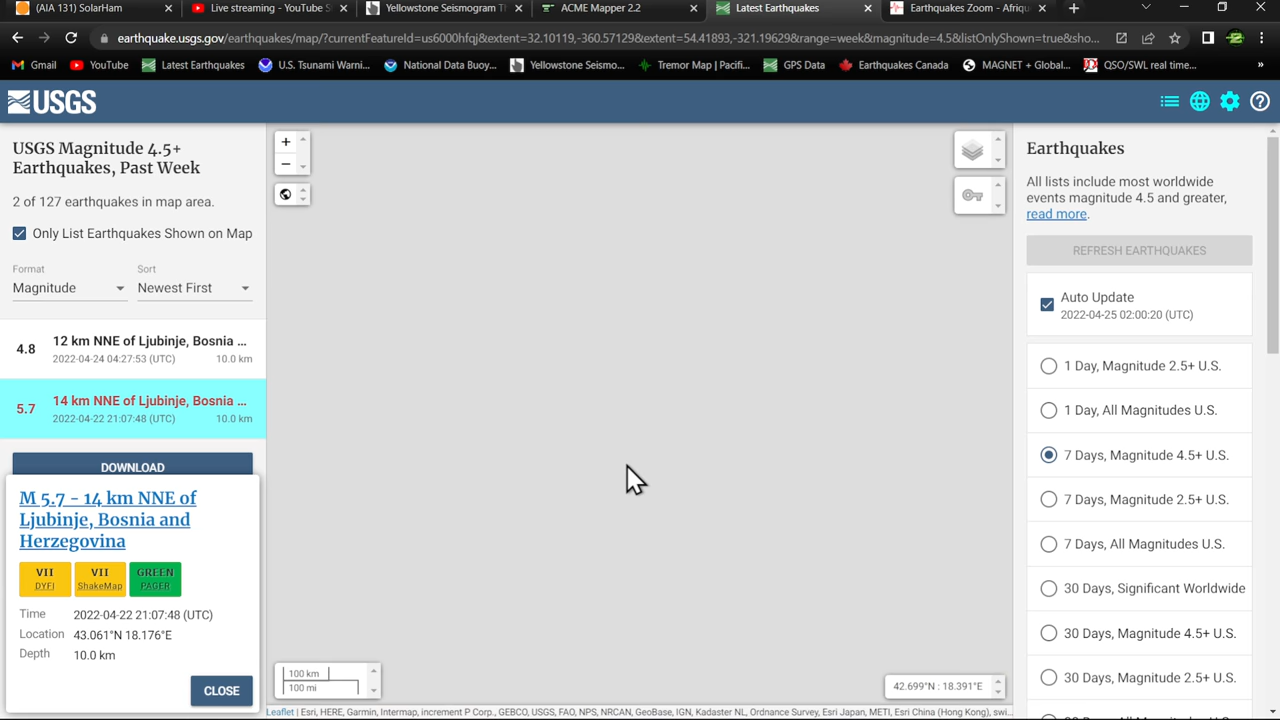 (AIA 131) SolarHam
Live streaming - YouTube S
Yellowstone Seismogram Th
ACME Mapper 2.2
Latest Earthquakes
Earthquakes Zoom - Afriqu
earthquake.usgs.gov/earthquakes/map/?currentFeatureId=us6000hfqj&extent=32.10119,-360.57129&extent=54.41893,-321.19629&range=week&magnitude=4.5&listOnlyShown=true&sho...
Gmail
YouTube
Latest Earthquakes
U.S. Tsunami Warni...
National Data Buoy...
Yellowstone Seismo...
Tremor Map | Pacifi...
GPS Data
Earthquakes Canada
MAGNET + Global...
QSO/SWL real time...
»
USGS
USGS Magnitude 4.5+
Earthquakes, Past Week
2 of 127 earthquakes in map area.
Only List Earthquakes Shown on Map
Format
Magnitude
Sort
Newest First
4.8
12 km NNE of Ljubinje, Bosnia ...
2022-04-24 04:27:53 (UTC) 10.0 km
5.7
14 km NNE of Ljubinje, Bosnia ...
2022-04-22 21:07:48 (UTC) 10.0 km
DOWNLOAD
M 5.7 - 14 km NNE of
Ljubinje, Bosnia and
Herzegovina
VII
DYFI
VII
ShakeMap
GREEN
PAGER
Time 2022-04-22 21:07:48 (UTC)
Location 43.061°N 18.176°E
Depth 10.0 km
CLOSE
+
−
100 km
100 mi
42.699°N : 18.391°E
Leaflet | Esri, HERE, Garmin, Intermap, increment P Corp., GEBCO, USGS, FAO, NPS, NRCAN, GeoBase, IGN, Kadaster NL, Ordnance Survey, Esri Japan, METI, Esri China (Hong Kong), swi...
Earthquakes
All lists include most worldwide
events magnitude 4.5 and greater,
read more.
REFRESH EARTHQUAKES
Auto Update
2022-04-25 02:00:20 (UTC)
1 Day, Magnitude 2.5+ U.S.
1 Day, All Magnitudes U.S.
7 Days, Magnitude 4.5+ U.S.
7 Days, Magnitude 2.5+ U.S.
7 Days, All Magnitudes U.S.
30 Days, Significant Worldwide
30 Days, Magnitude 4.5+ U.S.
30 Days, Magnitude 2.5+ U.S.